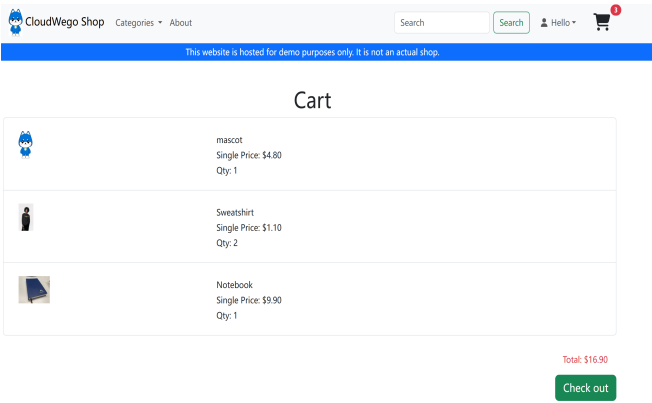 CloudWego Shop Categories About Search Search Hello 3
This website is hosted for demo purposes only. It is not an actual shop.
Cart
mascot
Single Price: $4.80
Qty: 1
Sweatshirt
Single Price: $1.10
Qty: 2
Notebook
Single Price: $9.90
Qty: 1
Total: $16.90
Check out